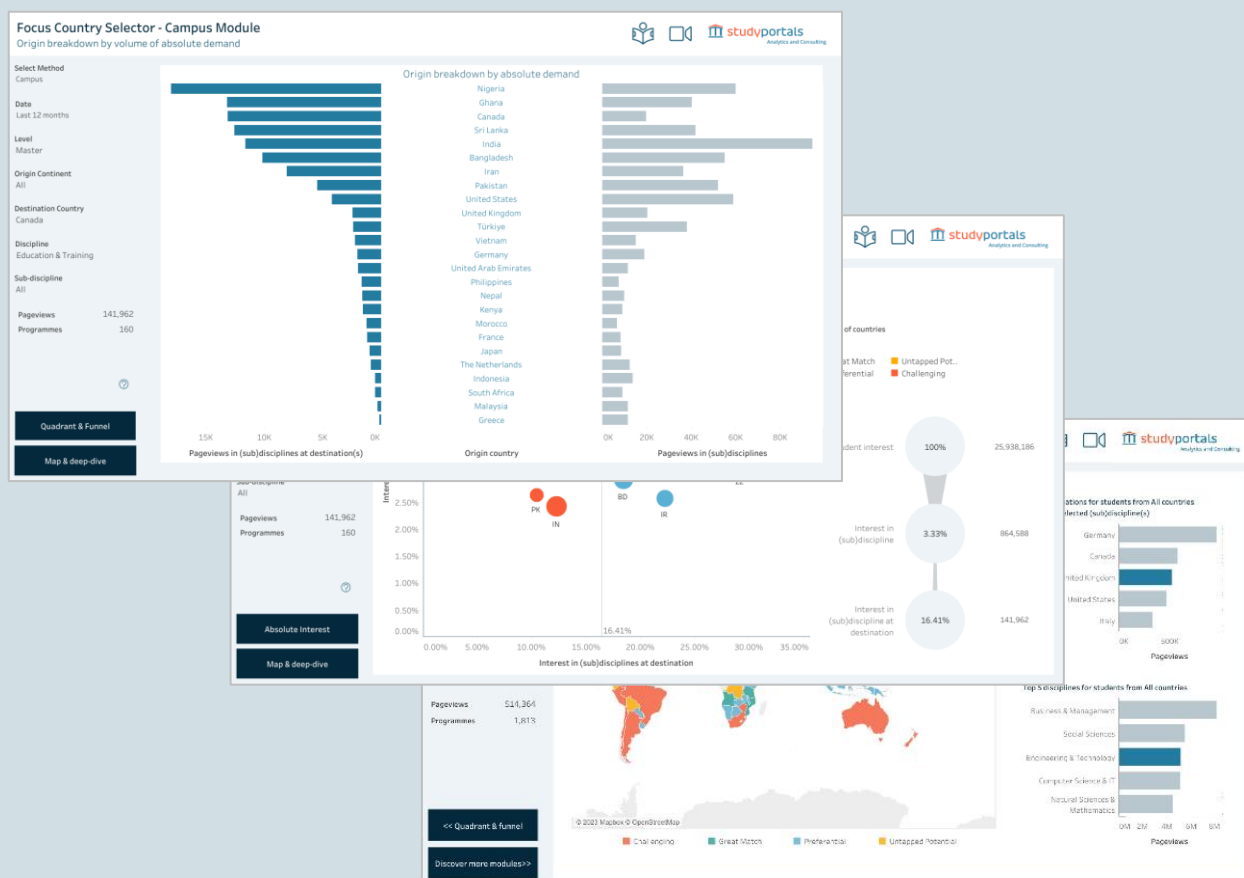 Focus Country Selector - Campus Module
Origin breakdown by volume of absolute demand
studyportals
Analytics and Consulting
Select Method
Campus
Date
Last 12 months
Level
Master
Origin Continent
All
Destination Country
Canada
Discipline
Education & Training
Sub-discipline
All
Pageviews 141,962
Programmes 160
Quadrant & Funnel
Map & deep-dive
Origin breakdown by absolute demand
Nigeria
Ghana
Canada
Sri Lanka
India
Bangladesh
Iran
Pakistan
United States
United Kingdom
Türkiye
Vietnam
Germany
United Arab Emirates
Philippines
Nepal
Kenya
Morocco
France
Japan
The Netherlands
Indonesia
South Africa
Malaysia
Greece
15K 10K 5K 0K 0K 20K 40K 60K 80K
Pageviews in (sub)disciplines at destination(s) Origin country Pageviews in (sub)disciplines
studyportals
Analytics and Consulting
of countries
Match Untapped Pot..
Challenging
interest 100% 25,938,186
Interest in
(sub)discipline
3.33% 864,588
Interest in
(sub)discipline at
destination
16.41% 141,962
All
Pageviews 141,962
Programmes 160
Absolute Interest
Map & deep-dive
2.50%
2.00%
1.50%
1.00%
0.50%
0.00%
PK
IN
BD
IR
16.41%
0.00% 5.00% 10.00% 15.00% 20.00% 25.00% 30.00% 35.00%
Interest in (sub)disciplines at destination
studyportals
Analytics and Consulting
for students from All countries
(sub)discipline(s)
Germany
Canada
Kingdom
United States
Italy
0K 500K
Pageviews
Top 5 disciplines for students from All countries
Business & Management
Social Sciences
Engineering & Technology
Computer Science & IT
Natural Sciences &
Mathematics
0M 2M 4M 6M 8M
Pageviews
Pageviews 514,364
Programmes 1,813
<< Quadrant & funnel
Discover more modules>>
© 2023 Mapbox © OpenStreetMap
Challenging Great Match Preferential Untapped Potential